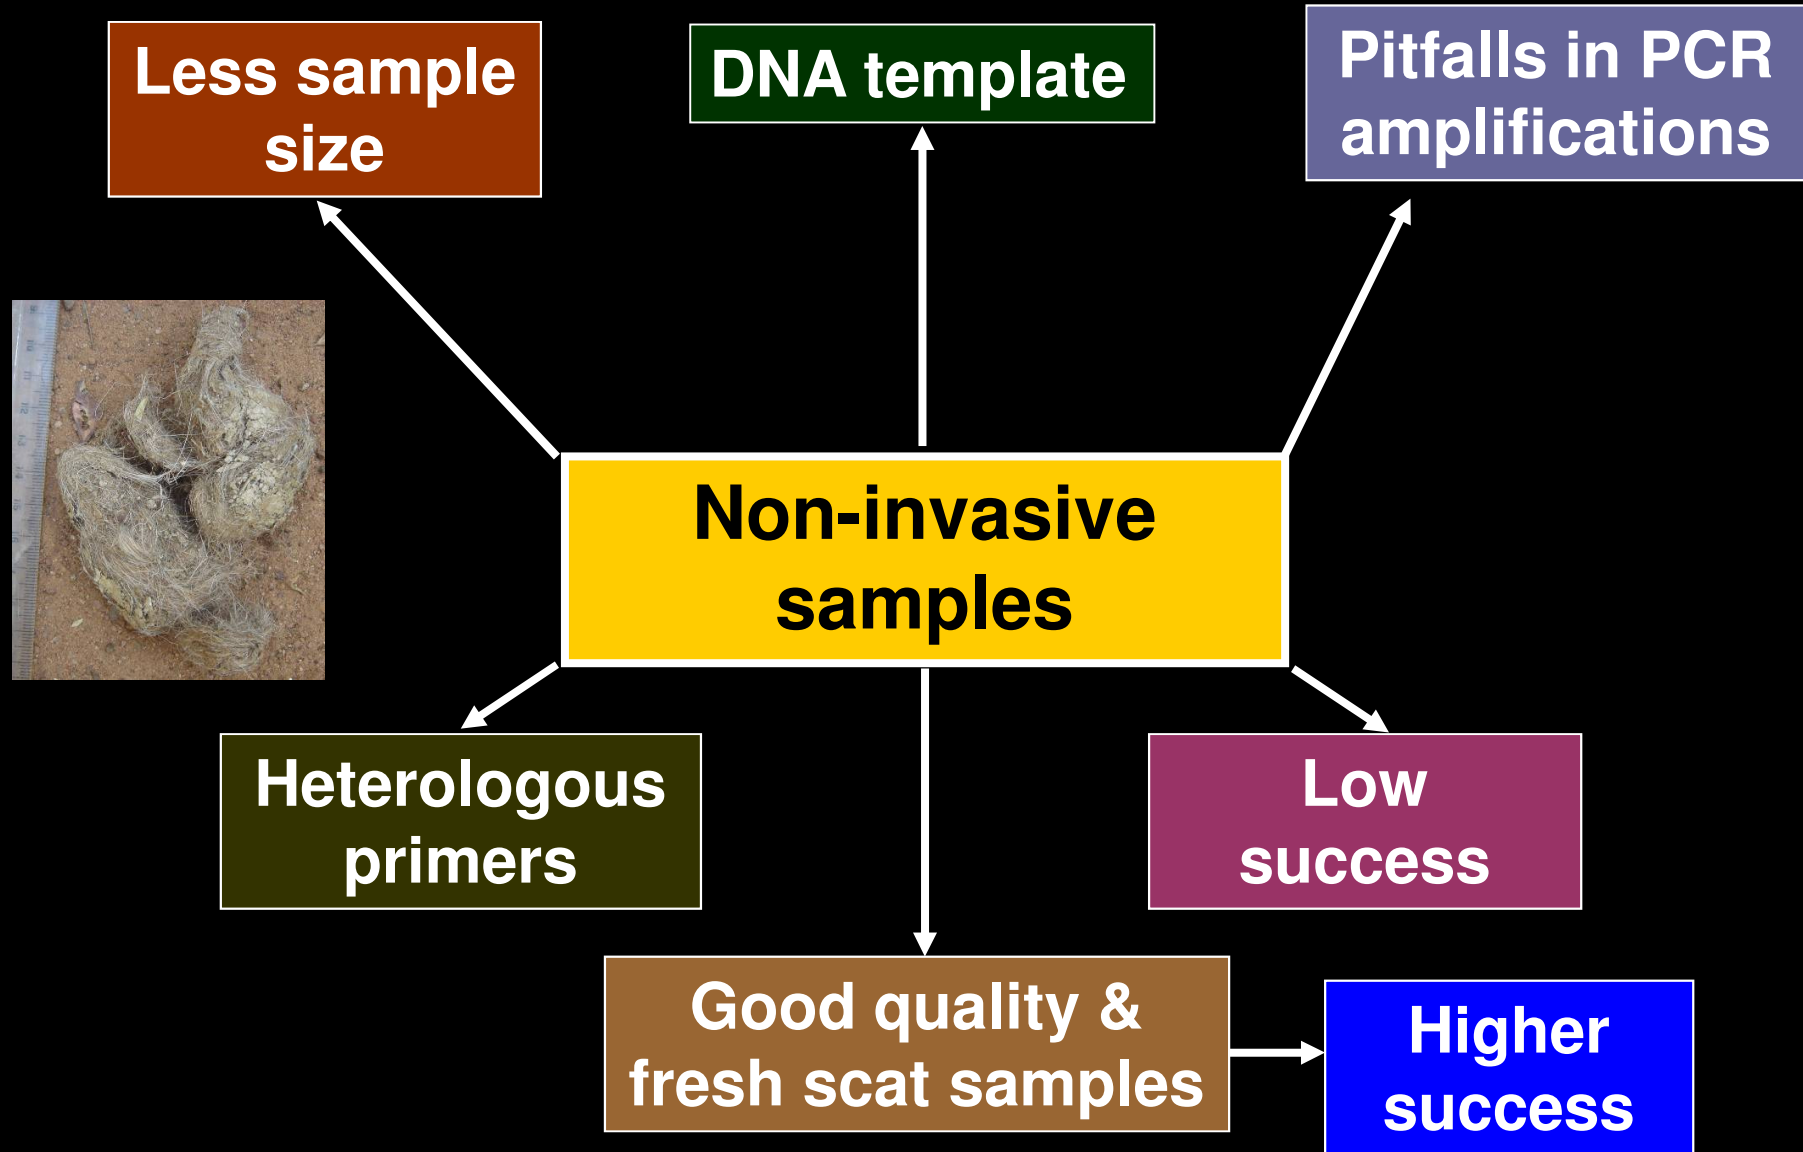 Less sample
size
DNA template
Pitfalls in PCR
amplifications
Non-invasive
samples
Heterologous
primers
Low
success
Good quality &
fresh scat samples
Higher
success